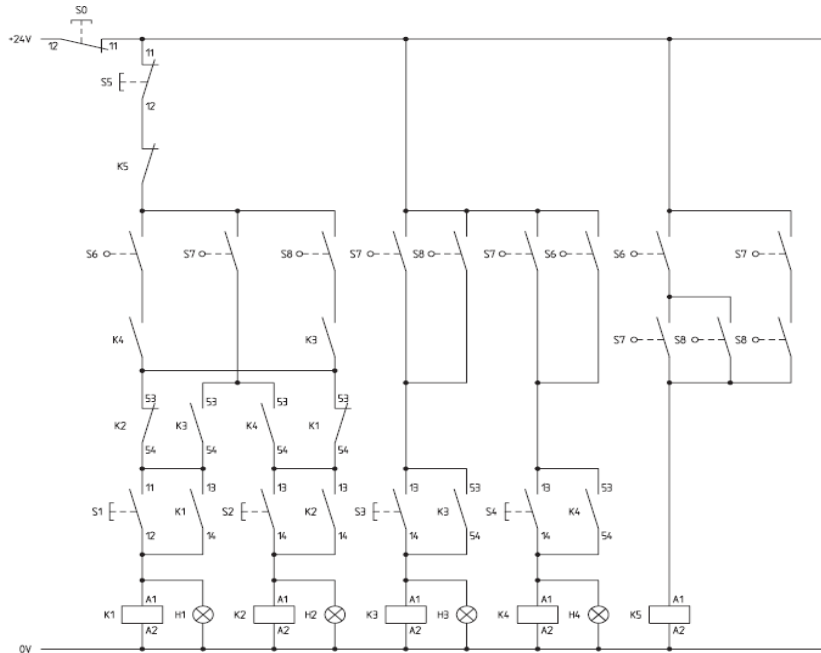 S0
+24V 12 11
11
S5
12
K5
S6 S7 S8 S7 S8 S7 S6 S6 S7
K4 K3 S7 S8 S8
53 53 53 53
K2 K3 K4 K1
54 54 54 54
11 13 13 13 13 53 13 53
S1 K1 S2 K2 S3 K3 S4 K4
12 14 14 14 14 54 14 54
A1 A1 A1 A1 A1
K1 H1 K2 H2 K3 H3 K4 H4 K5
A2 A2 A2 A2 A2
0V